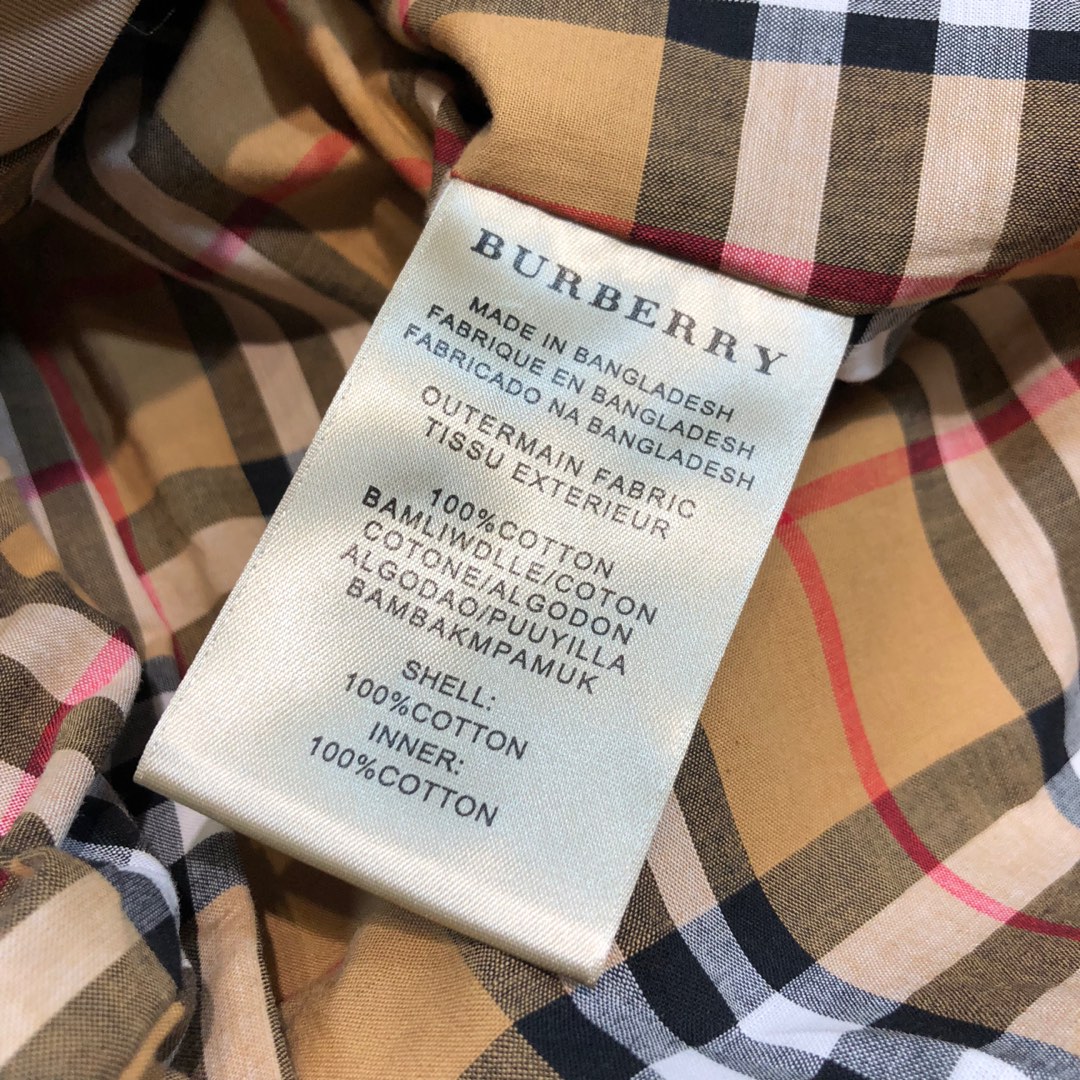 BURBERRY
MADE IN BANGLADESH
FABRIQUE EN BANGLADESH
FABRICADO NA BANGLADESH
OUTERMAIN FABRIC
TISSU EXTERIEUR
100%COTTON
BAMLIWDLLE/COTON
COTONE/ALGODON
ALGODAO/PUUYILLA
BAMBAKMPAMUK
SHELL:
100%COTTON
INNER:
100%COTTON